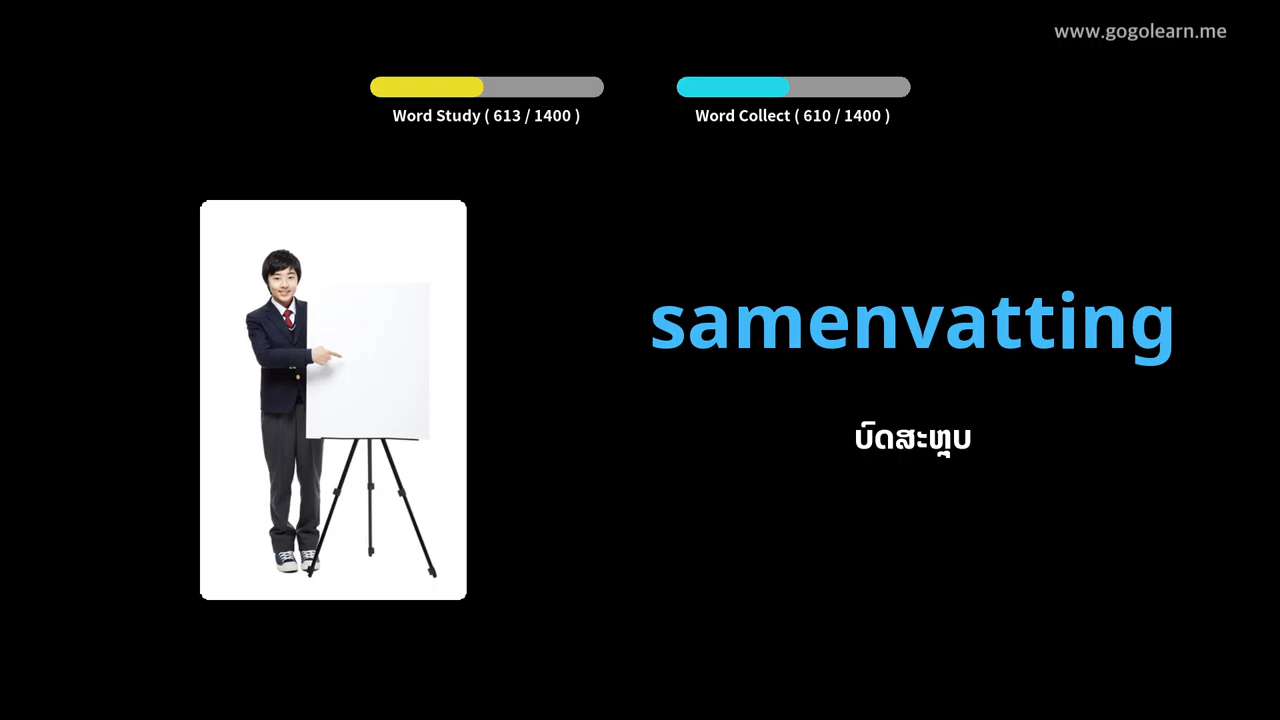 www.gogolearn.me
Word Study ( 613 / 1400 )
Word Collect ( 610 / 1400 )
samenvatting
ບົດສະຫຼຸບ